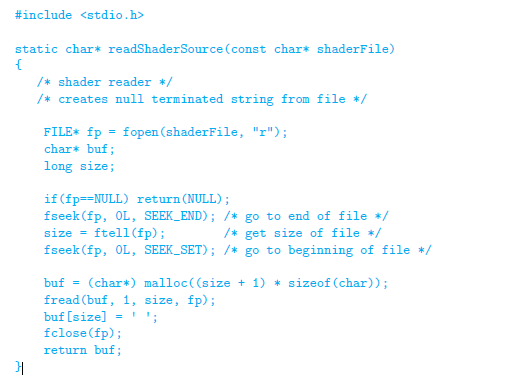 #include <stdio.h>
static char* readShaderSource(const char* shaderFile)
{
/* shader reader */
/* creates null terminated string from file */
FILE* fp = fopen(shaderFile, "r");
char* buf;
long size;
if(fp==NULL) return(NULL);
fseek(fp, 0L, SEEK_END); /* go to end of file */
size = ftell(fp); /* get size of file */
fseek(fp, 0L, SEEK_SET); /* go to beginning of file */
buf = (char*) malloc((size + 1) * sizeof(char));
fread(buf, 1, size, fp);
buf[size] = ' ';
fclose(fp);
return buf;
}